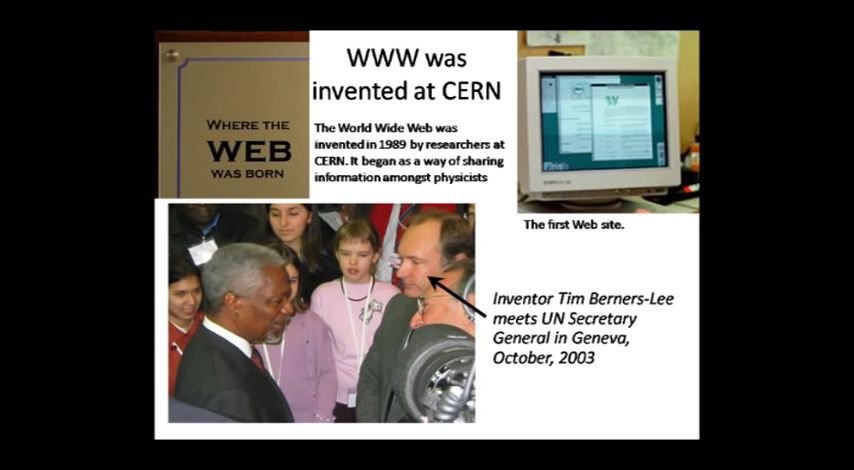 WHERE THE
WEB
WAS BORN
WWW was
invented at CERN
The World Wide Web was
invented in 1989 by researchers at
CERN. It began as a way of sharing
information amongst physicists
The first Web site.
Inventor Tim Berners-Lee
meets UN Secretary
General in Geneva,
October, 2003